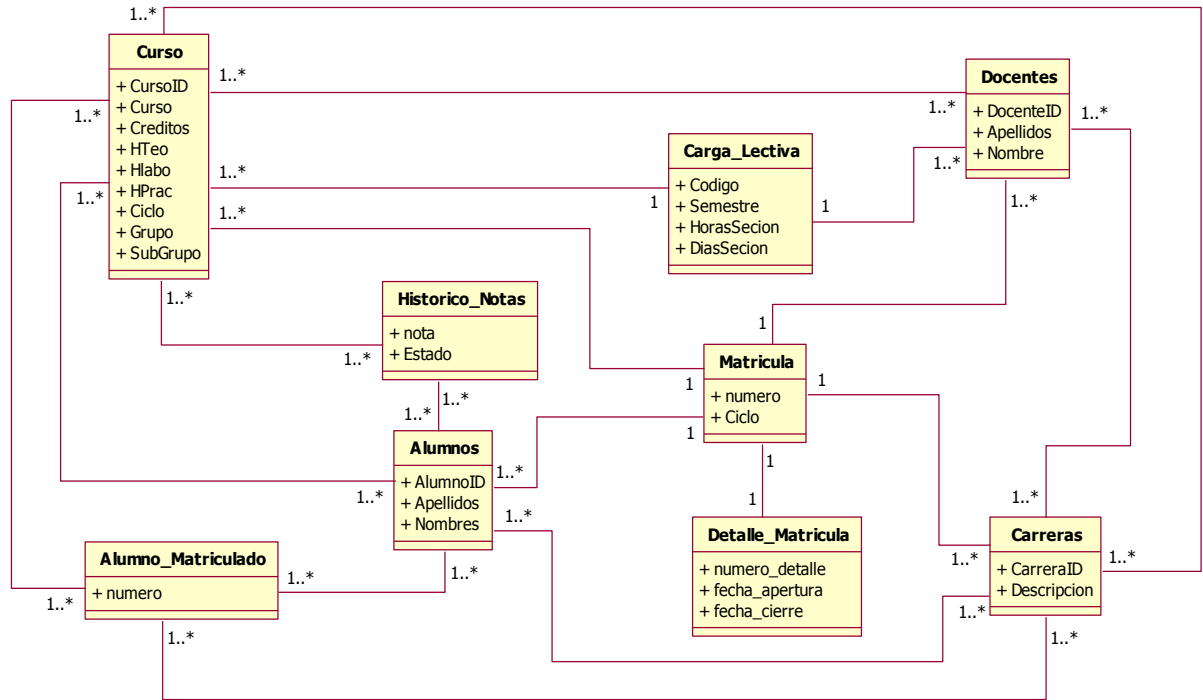 1..*
Curso
+ CursoID
+ Curso
+ Creditos
+ HTeo
+ Hlabo
+ HPrac
+ Ciclo
+ Grupo
+ SubGrupo
1..*
1..*
1..*
1..*
1..*
1..*
Docentes
+ DocenteID
+ Apellidos
+ Nombre
1..*
1..*
1..*
1..*
Carga_Lectiva
+ Codigo
+ Semestre
+ HorasSecion
+ DiasSecion
1
1
Historico_Notas
+ nota
+ Estado
1..*
1..*
Matricula
+ numero
+ Ciclo
1
1
1
1
1
Alumnos
+ AlumnoID
+ Apellidos
+ Nombres
1..*
1..*
1..*
1..*
1..*
Detalle_Matricula
+ numero_detalle
+ fecha_apertura
+ fecha_cierre
1
Carreras
+ CarreraID
+ Descripcion
1..*
1..*
1..*
1..*
1..*
Alumno_Matriculado
+ numero
1..*
1..*
1..*